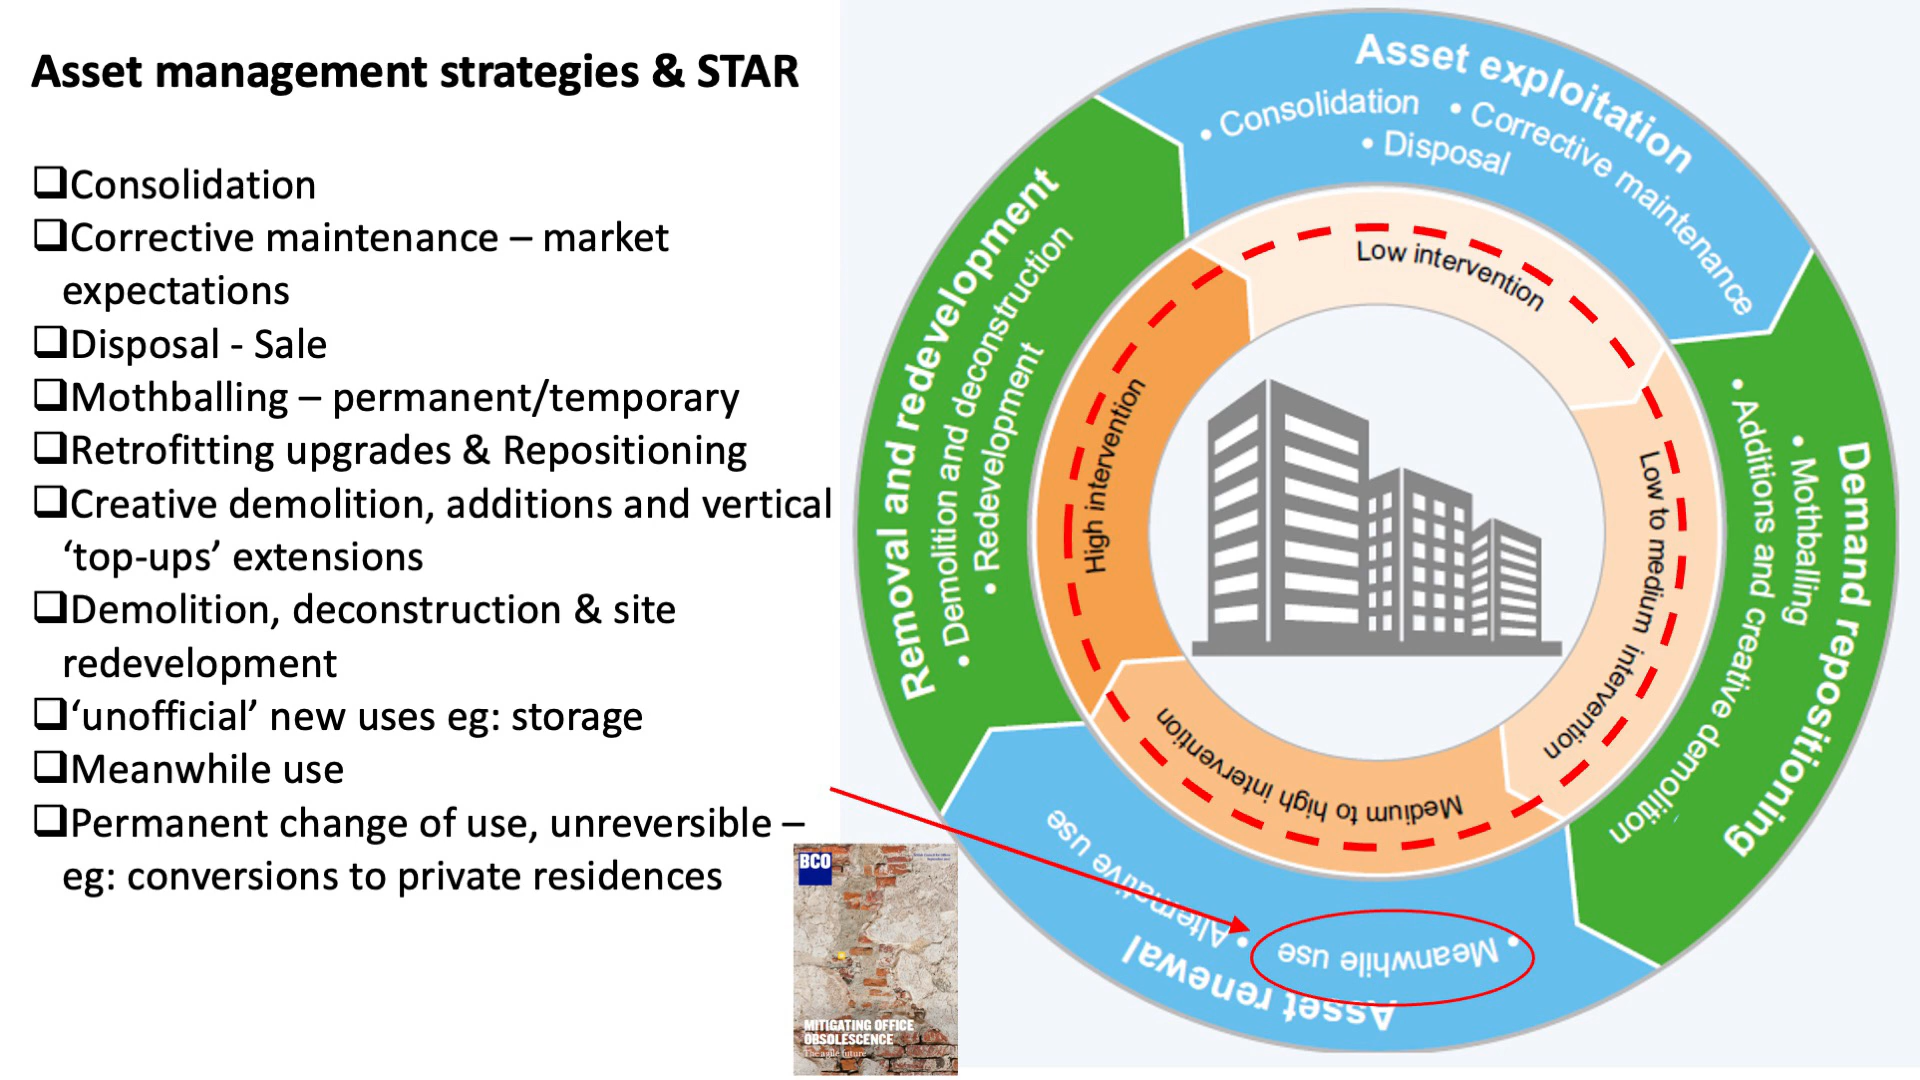 Asset management strategies & STAR
❑Consolidation
❑Corrective maintenance – market
expectations
❑Disposal - Sale
❑Mothballing – permanent/temporary
❑Retrofitting upgrades & Repositioning
❑Creative demolition, additions and vertical
‘top-ups’ extensions
❑Demolition, deconstruction & site
redevelopment
❑‘unofficial’ new uses eg: storage
❑Meanwhile use
❑Permanent change of use, unreversible –
eg: conversions to private residences
BCO
MITIGATING OFFICE
OBSOLESCENCE
The agile future
Asset exploitation
• Consolidation
• Corrective maintenance
• Disposal
Low intervention
Demand repositioning
• Mothballing
• Additions and creative demolition
Low to medium intervention
Asset renewal
• Meanwhile use
• Alternative use
Medium to high intervention
Removal and redevelopment
• Demolition and deconstruction
• Redevelopment
High intervention